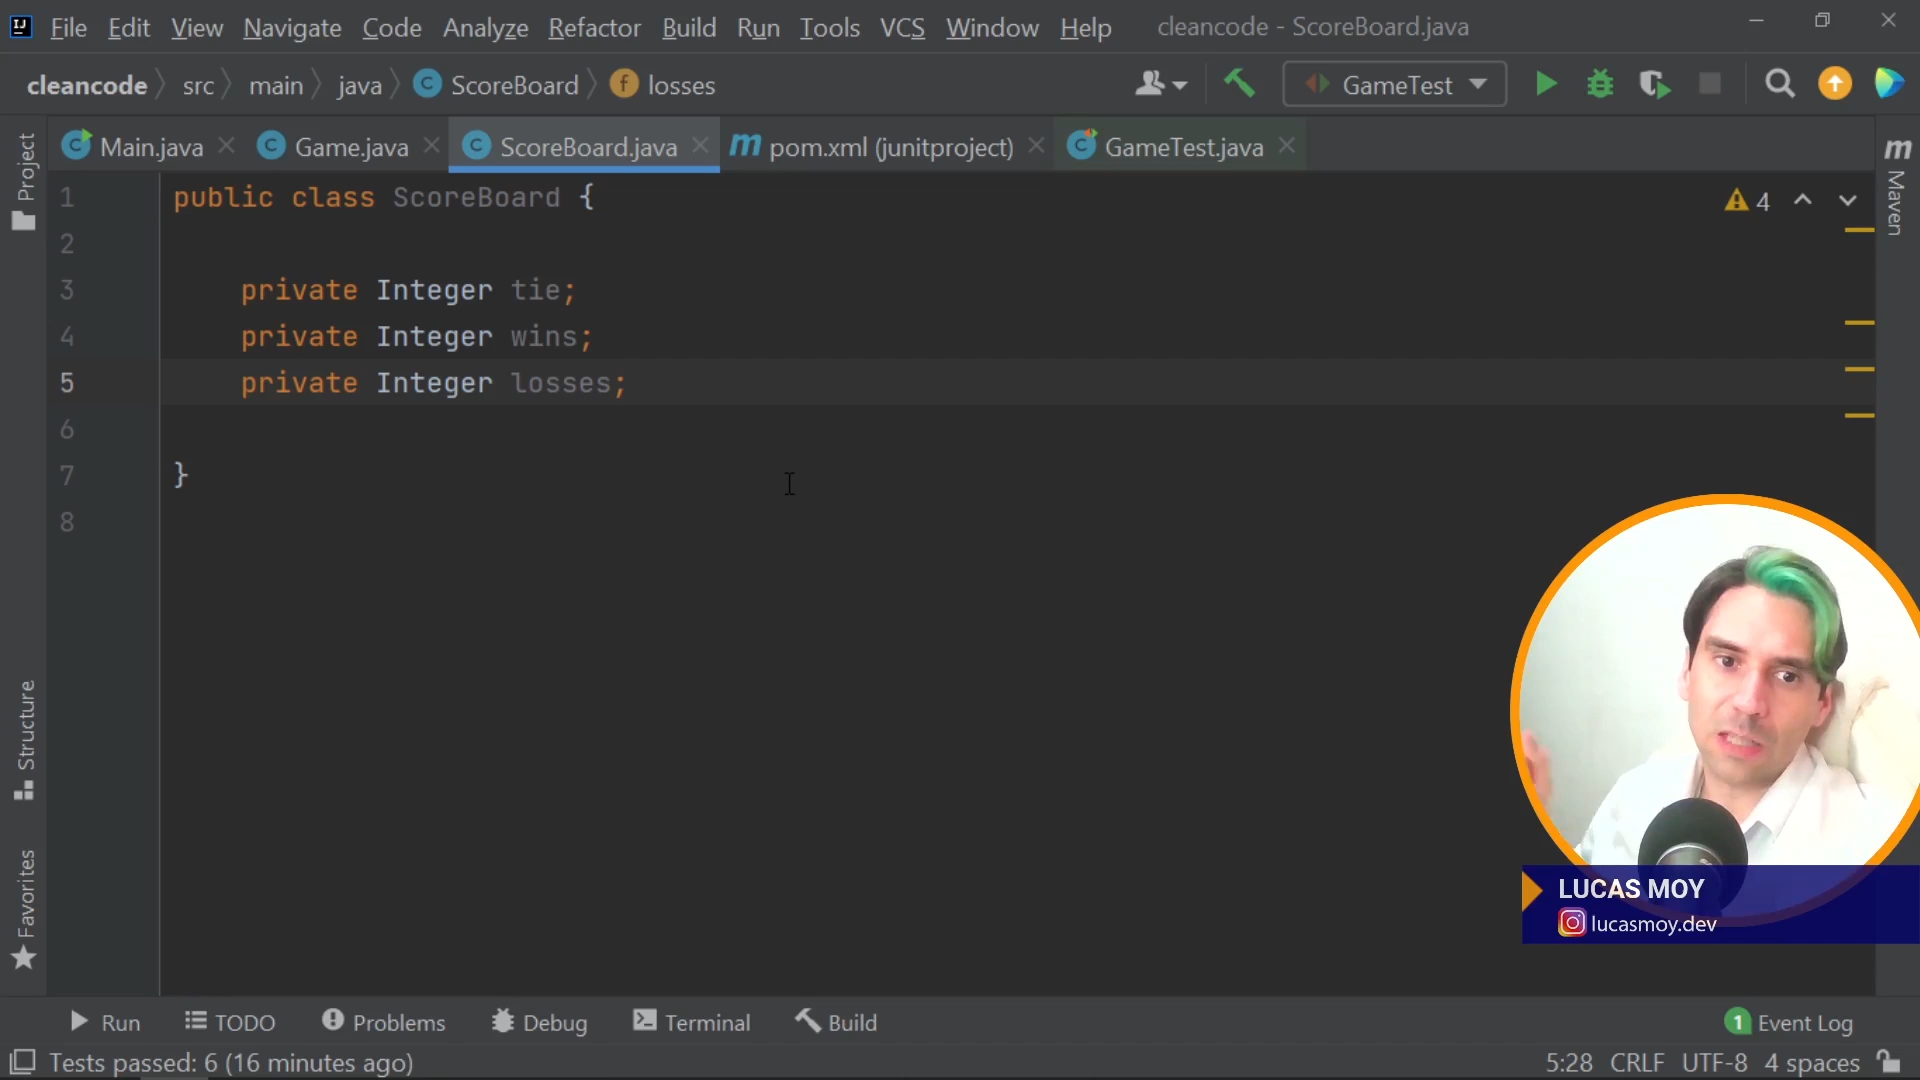 File Edit View Navigate Code Analyze Refactor Build Run Tools VCS Window Help cleancode - ScoreBoard.java
cleancode src main java ScoreBoard losses GameTest
Main.java Game.java ScoreBoard.java pom.xml (junitproject) GameTest.java
Project
Structure
Favorites
Maven
4
1 public class ScoreBoard {
2
3 private Integer tie;
4 private Integer wins;
5 private Integer losses;
6
7 }
8
LUCAS MOY
lucasmoy.dev
Run TODO Problems Debug Terminal Build 1 Event Log
Tests passed: 6 (16 minutes ago) 5:28 CRLF UTF-8 4 spaces